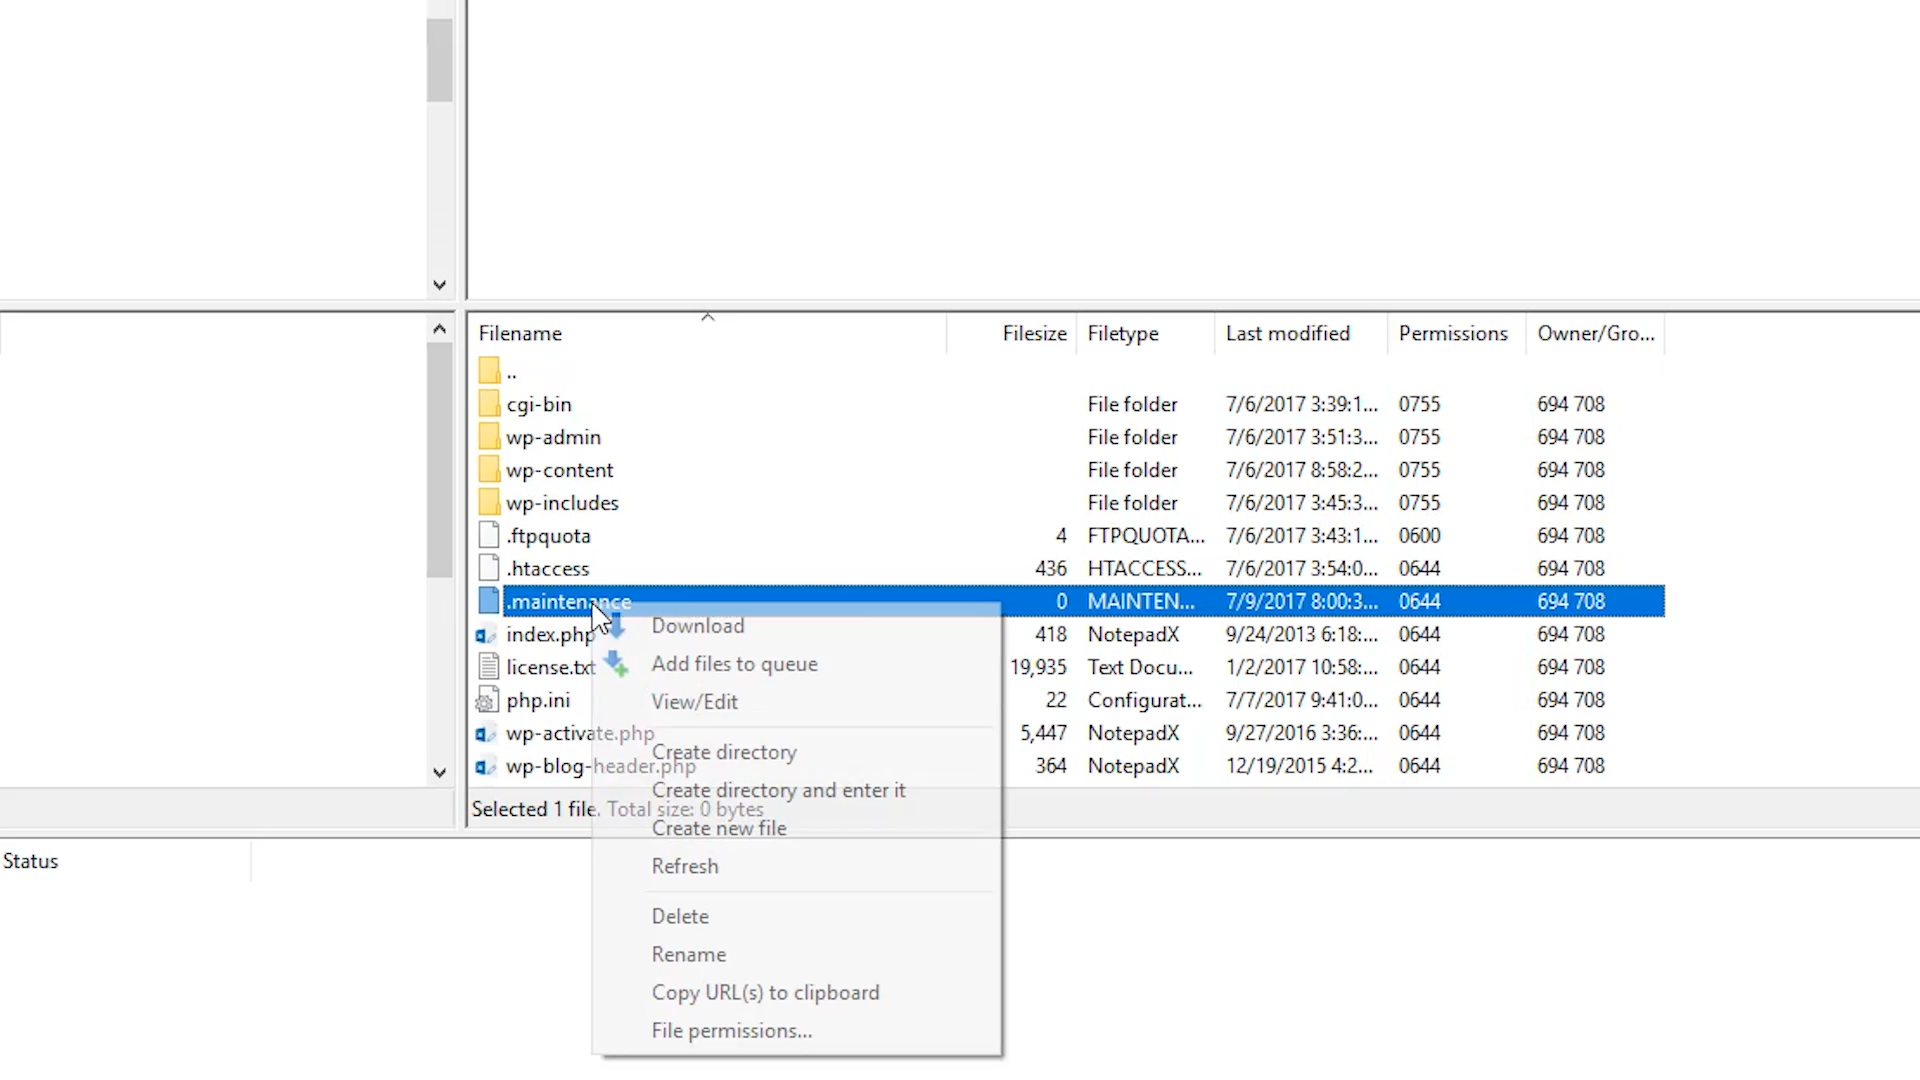 Filename Filesize Filetype Last modified Permissions Owner/Gro...
..
cgi-bin File folder 7/6/2017 3:39:1... 0755 694 708
wp-admin File folder 7/6/2017 3:51:3... 0755 694 708
wp-content File folder 7/6/2017 8:58:2... 0755 694 708
wp-includes File folder 7/6/2017 3:45:3... 0755 694 708
.ftpquota 4 FTPQUOTA... 7/6/2017 3:43:1... 0600 694 708
.htaccess 436 HTACCESS... 7/6/2017 3:54:0... 0644 694 708
.maintenance 0 MAINTEN... 7/9/2017 8:00:3... 0644 694 708
index.php 418 NotepadX 9/24/2013 6:18:... 0644 694 708
license.txt 19,935 Text Docu... 1/2/2017 10:58:... 0644 694 708
php.ini 22 Configurat... 7/7/2017 9:41:0... 0644 694 708
wp-activate.php 5,447 NotepadX 9/27/2016 3:36:... 0644 694 708
wp-blog-header.php 364 NotepadX 12/19/2015 4:2... 0644 694 708
Selected 1 file. Total size: 0 bytes
Status
Download
Add files to queue
View/Edit
Create directory
Create directory and enter it
Create new file
Refresh
Delete
Rename
Copy URL(s) to clipboard
File permissions...